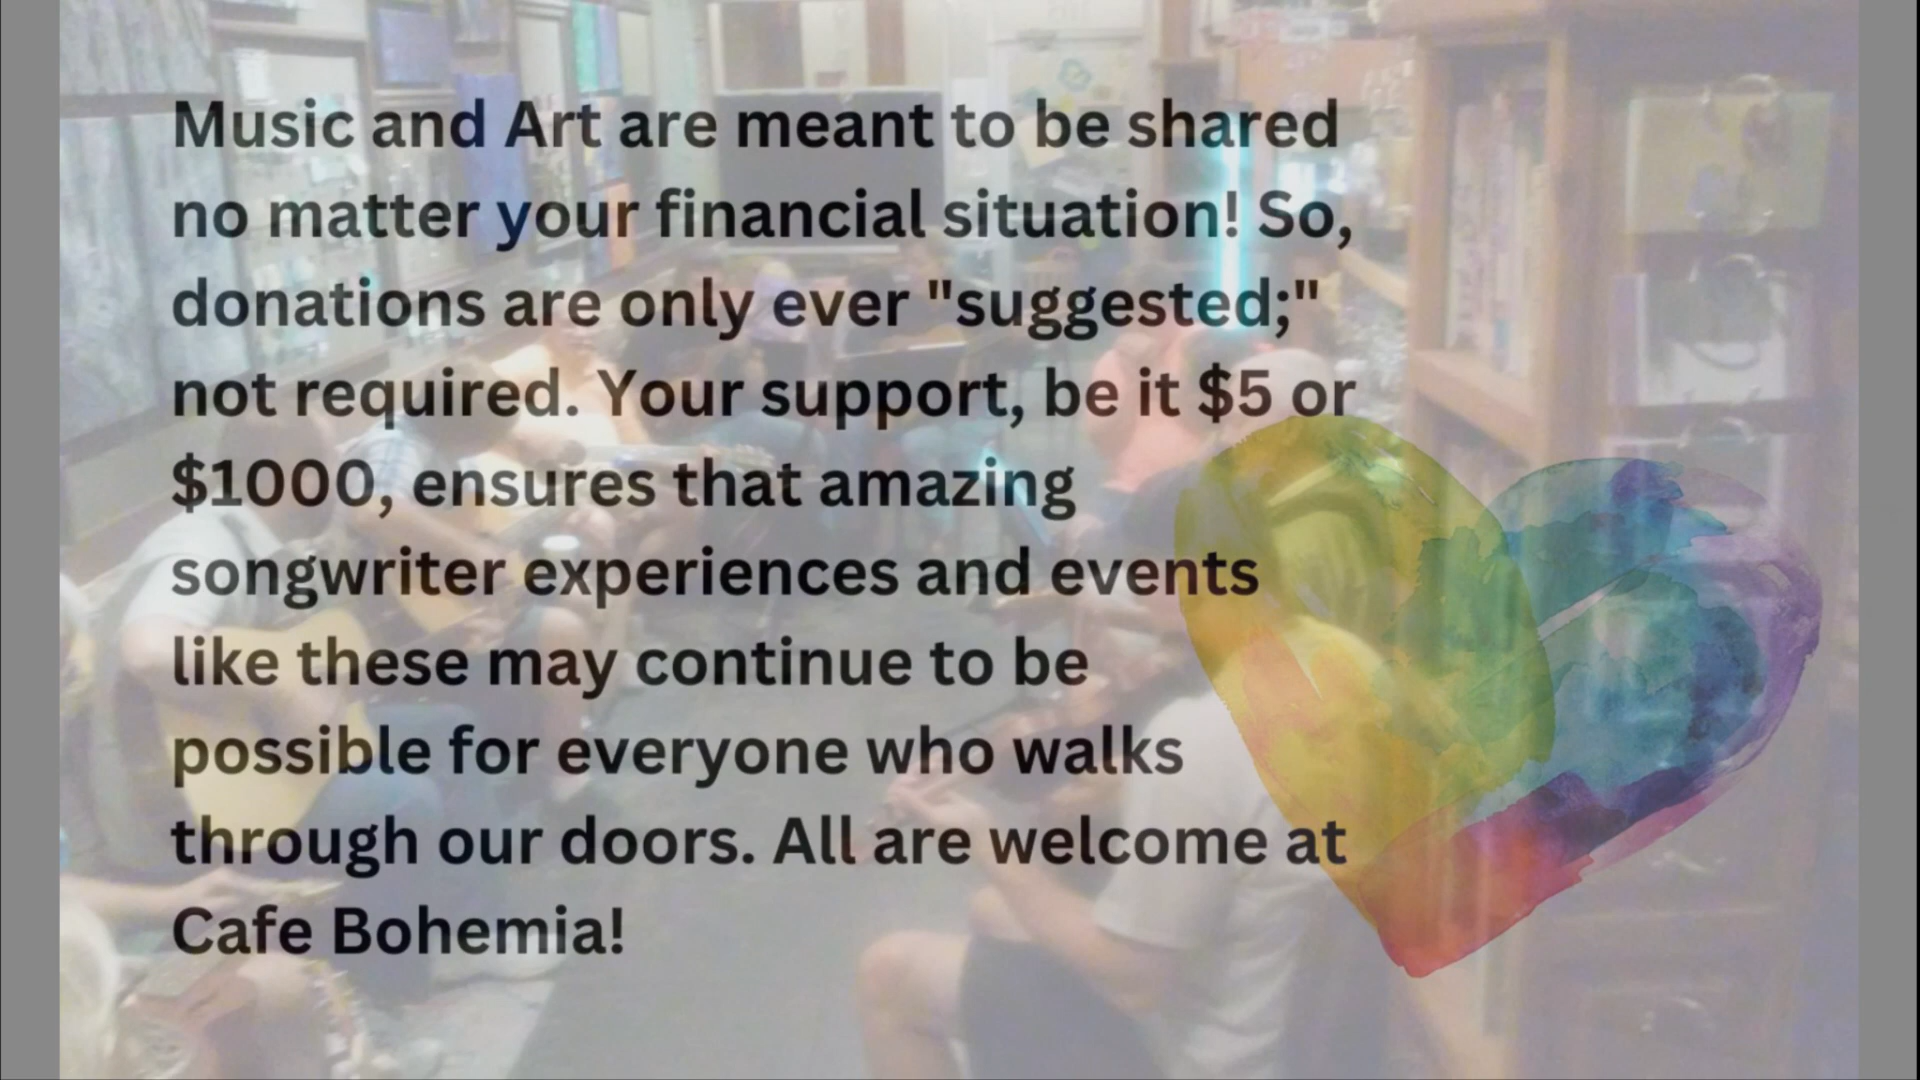 Music and Art are meant to be shared
no matter your financial situation! So,
donations are only ever "suggested;"
not required. Your support, be it $5 or
$1000, ensures that amazing
songwriter experiences and events
like these may continue to be
possible for everyone who walks
through our doors. All are welcome at
Cafe Bohemia!